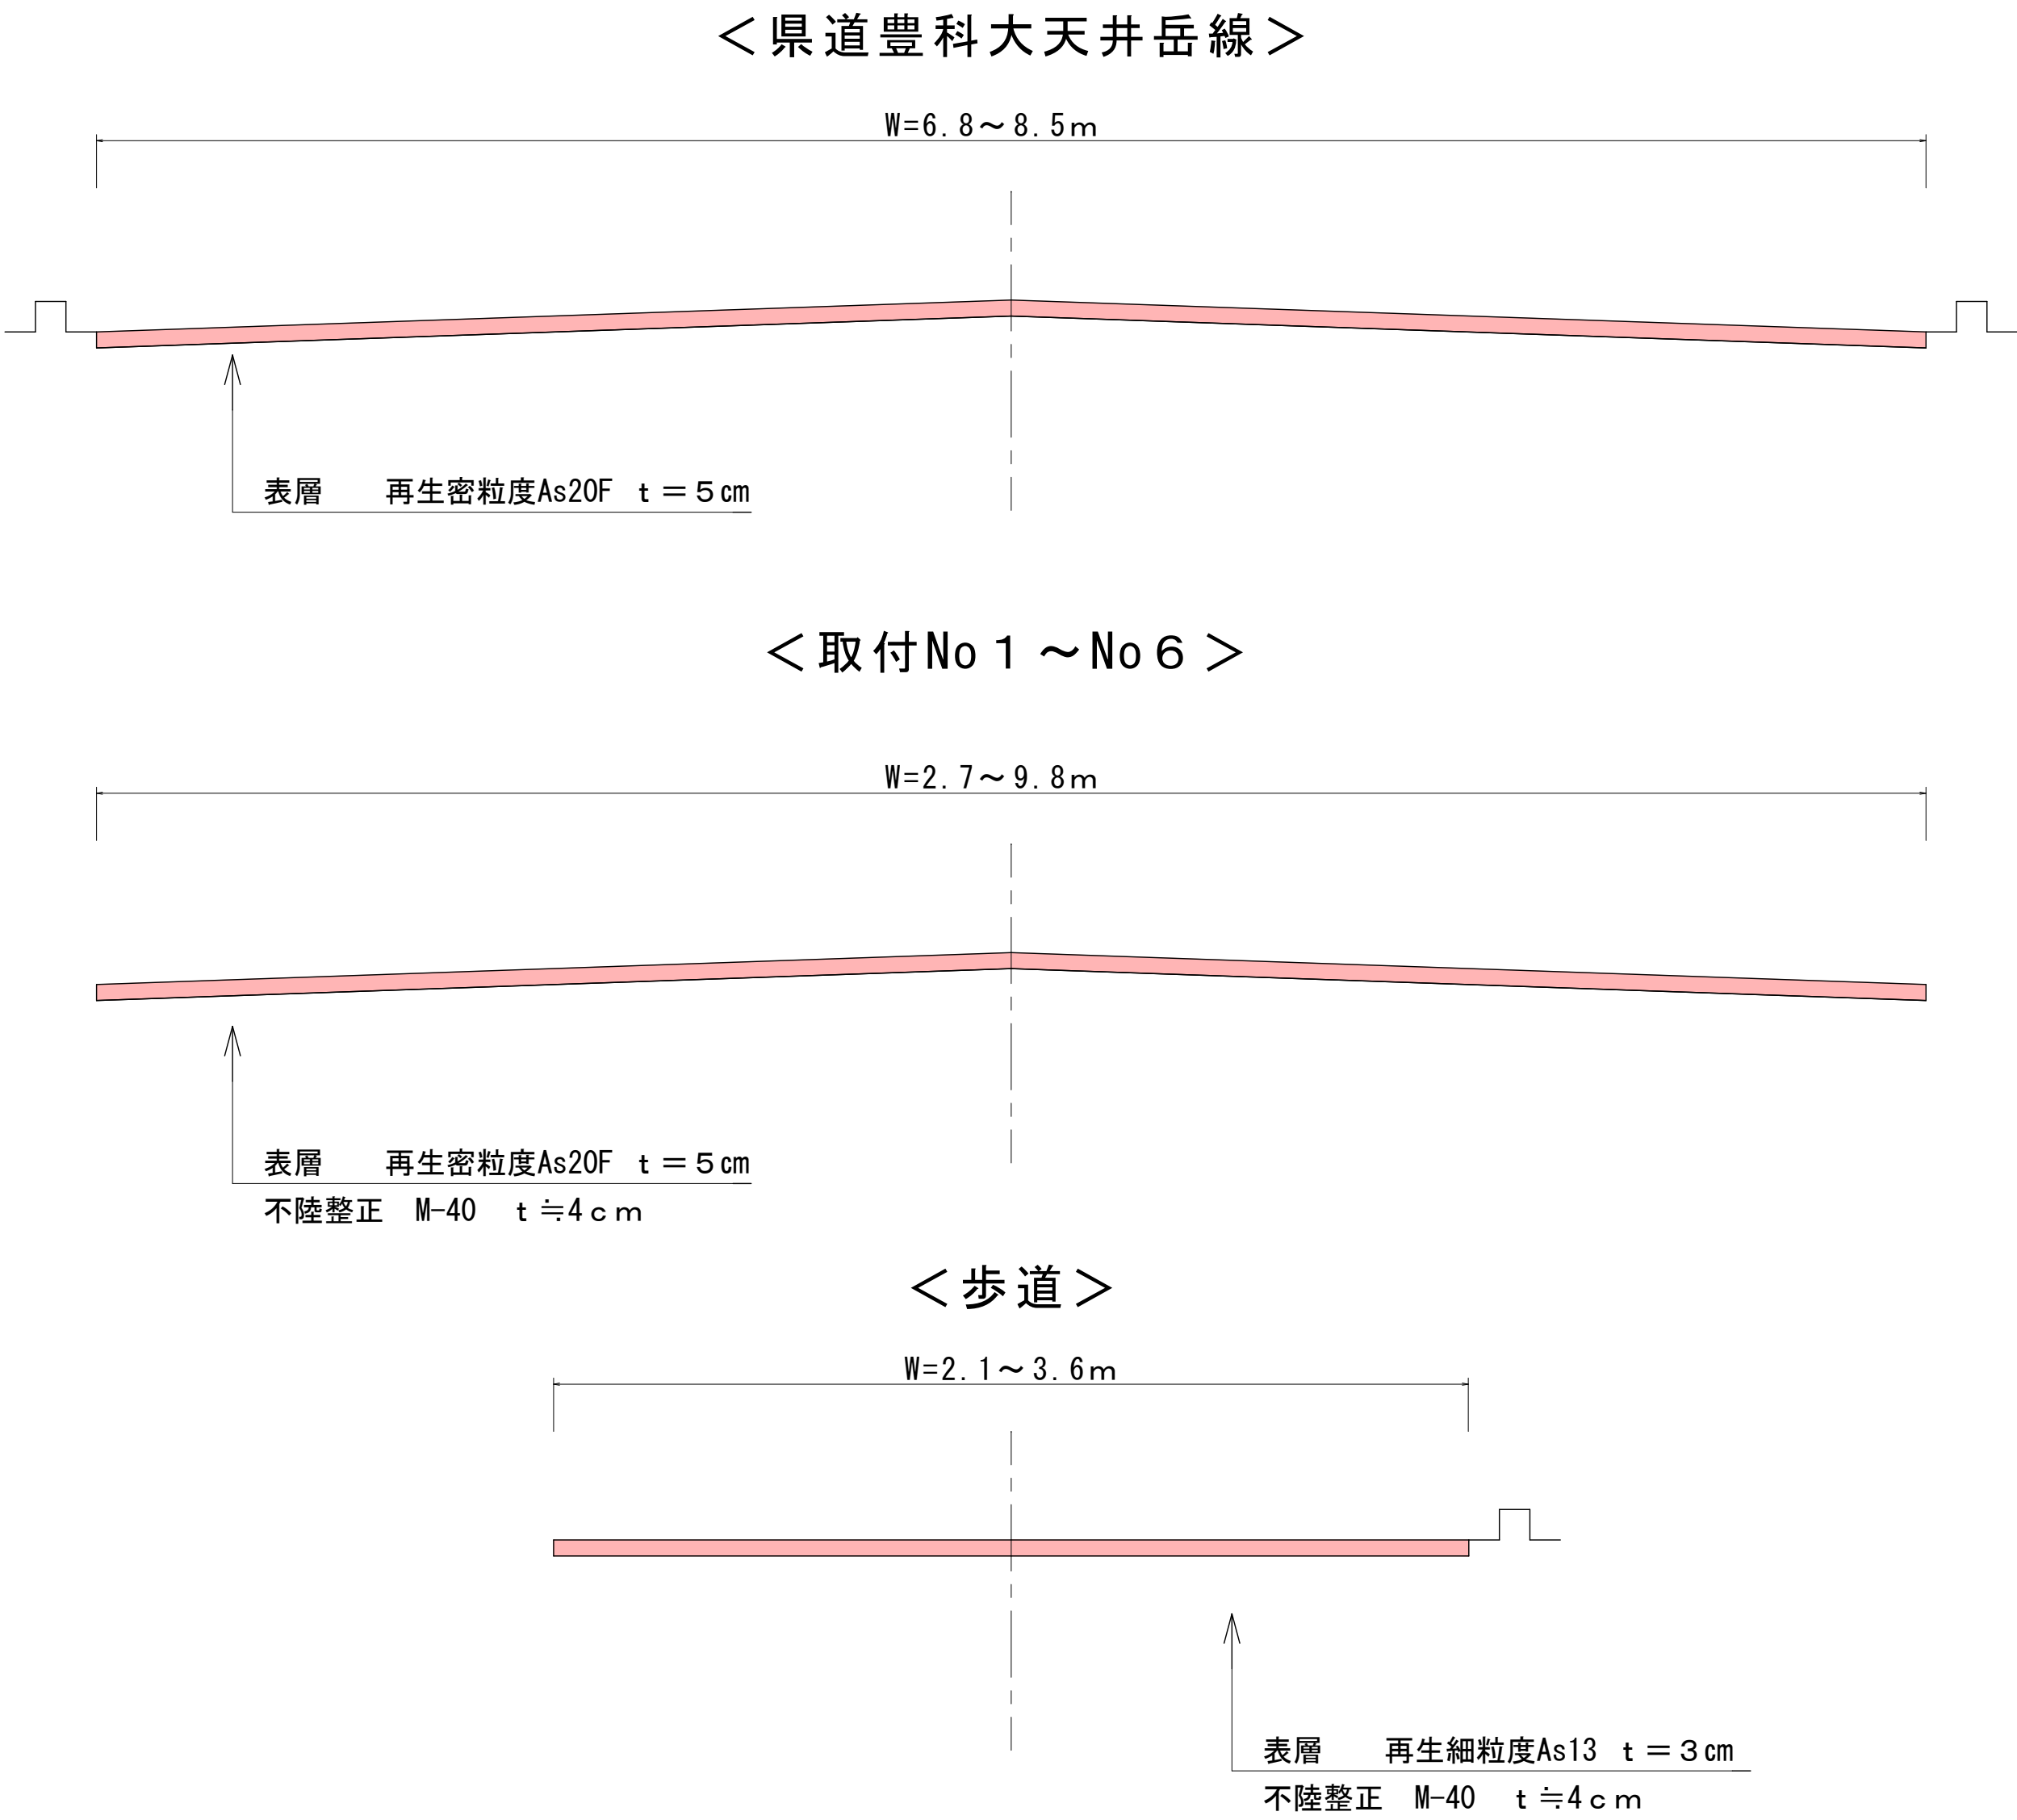 ＜県道豊科大天井岳線＞
W=6.8～8.5ｍ
表層　　再生密粒度As20F　ｔ＝５㎝
＜取付No１～No６＞
W=2.7～9.8ｍ
表層　　再生密粒度As20F　ｔ＝５㎝
不陸整正　M-40　ｔ≒4ｃｍ
＜歩道＞
W=2.1～3.6ｍ
表層　　再生細粒度As13　ｔ＝３㎝
不陸整正　M-40　ｔ≒4ｃｍ